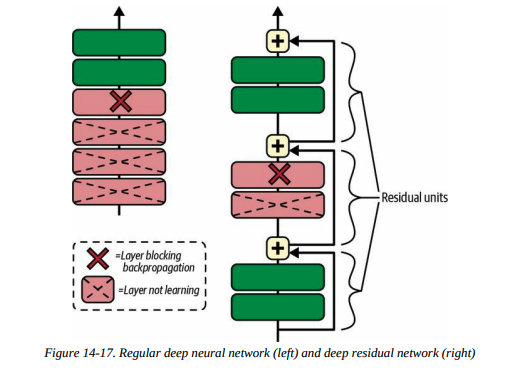 +
+
Residual units
+
=Layer blocking
backpropagation
=Layer not learning
Figure 14-17. Regular deep neural network (left) and deep residual network (right)